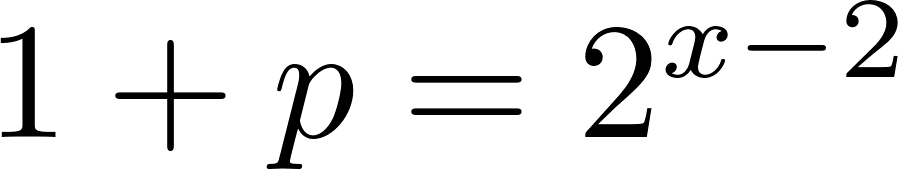 1 + p = 2^{x-2}